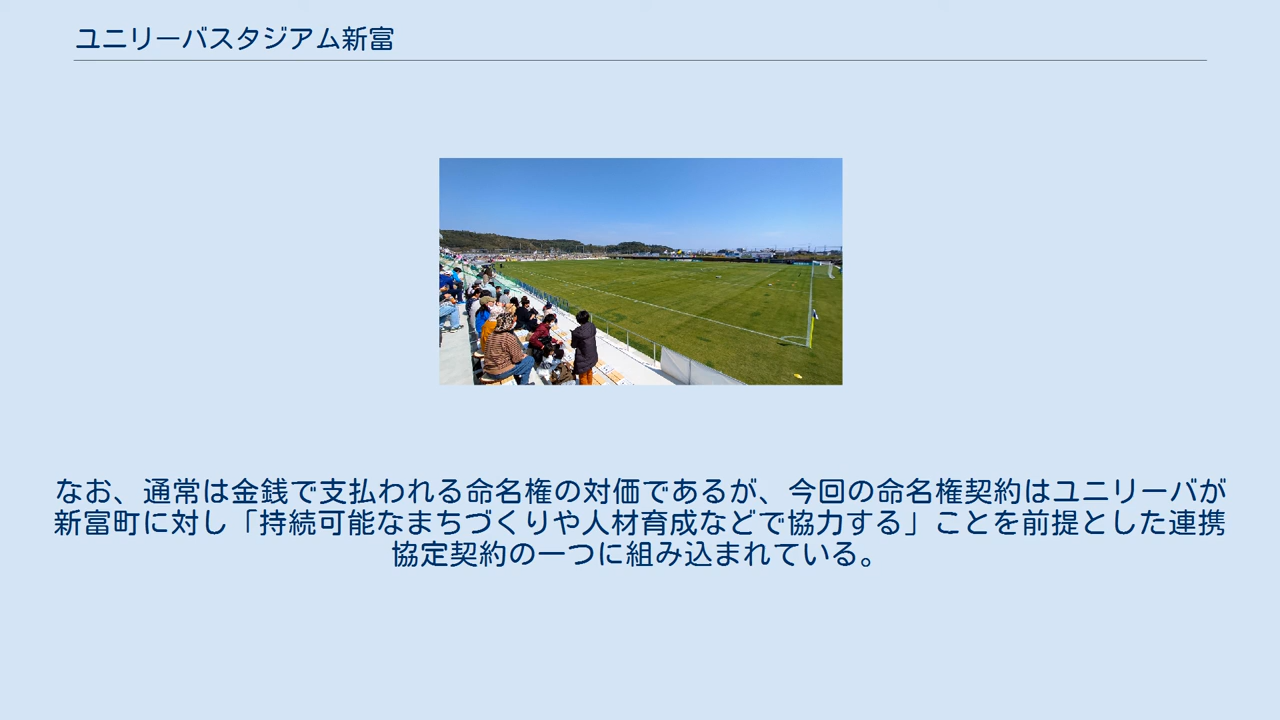 ユニリーバスタジアム新富
なお、通常は金銭で支払われる命名権の対価であるが、今回の命名権契約はユニリーバが
新富町に対し「持続可能なまちづくりや人材育成などで協力する」ことを前提とした連携
協定契約の一つに組み込まれている。